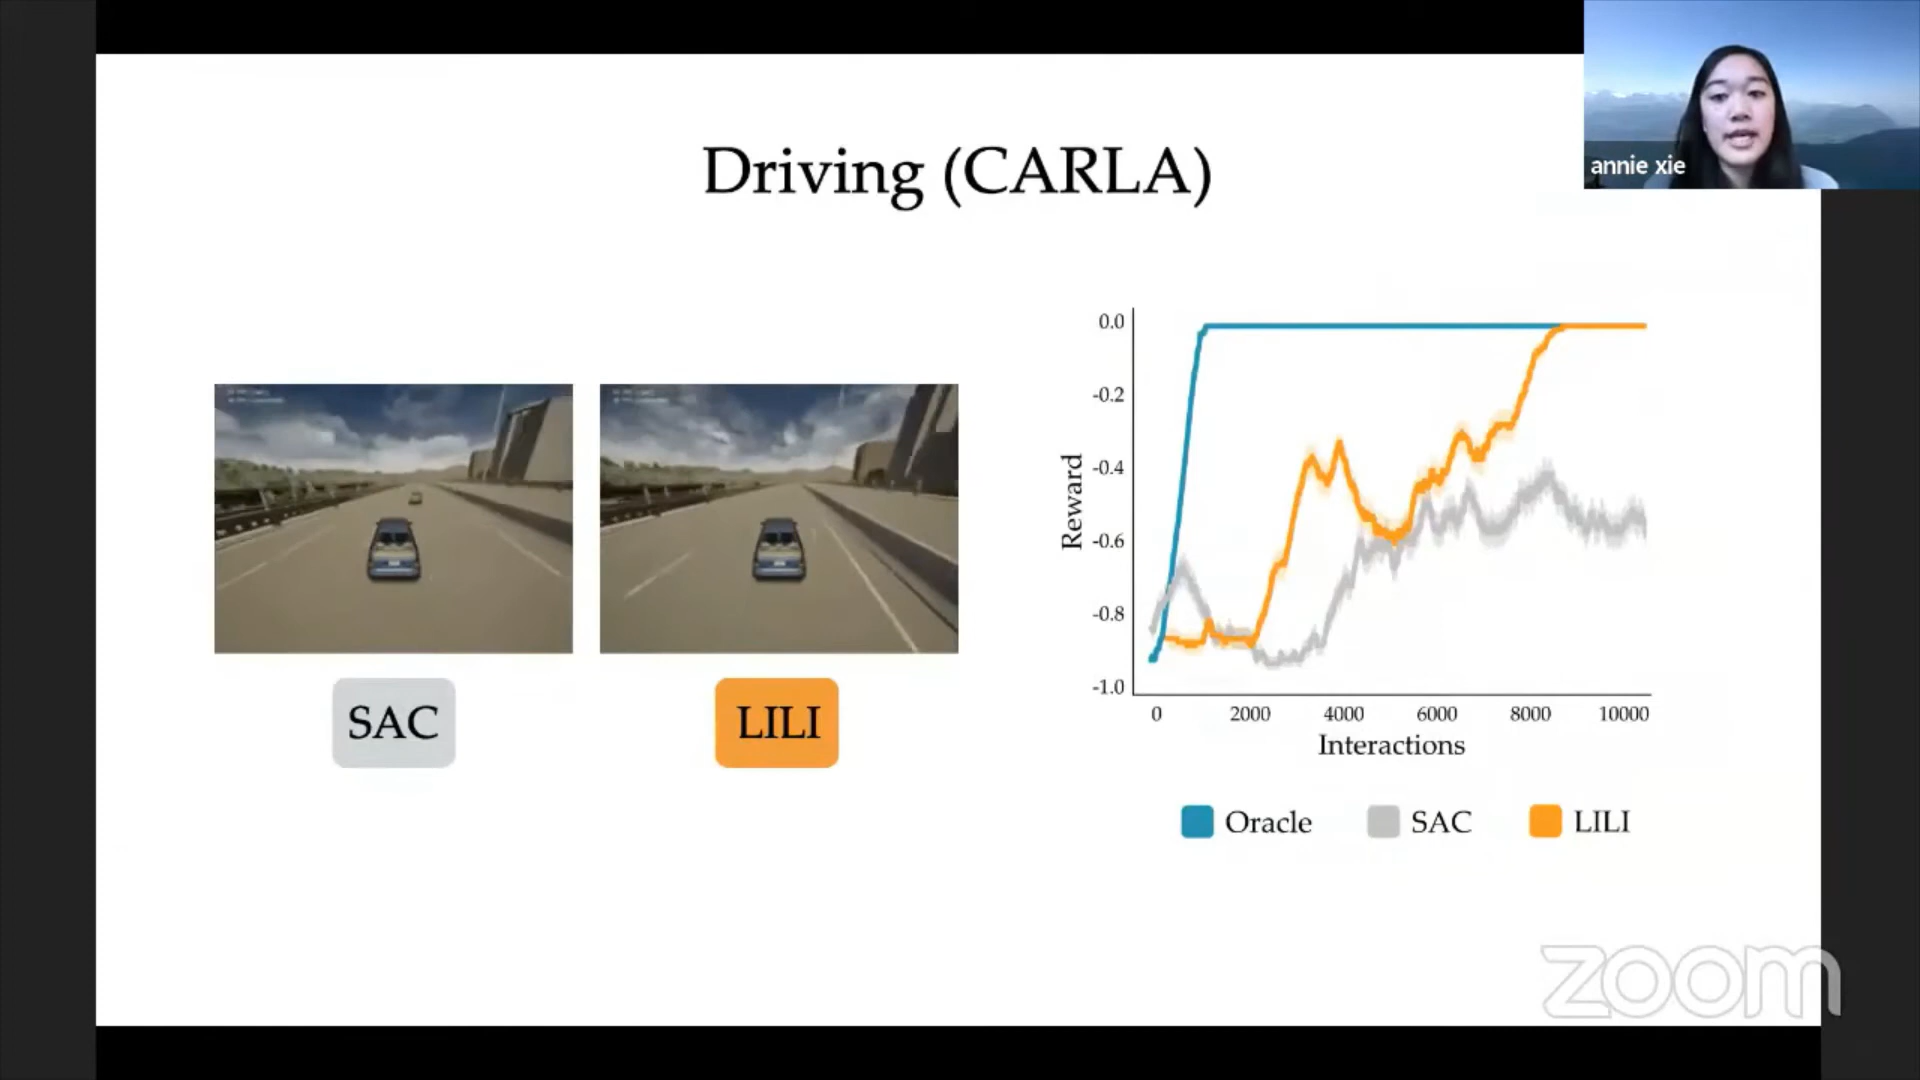 annie xie
Driving (CARLA)
SAC
LILI
Reward
0.0
-0.2
-0.4
-0.6
-0.8
-1.0
0 2000 4000 6000 8000 10000
Interactions
Oracle SAC LILI
zoom